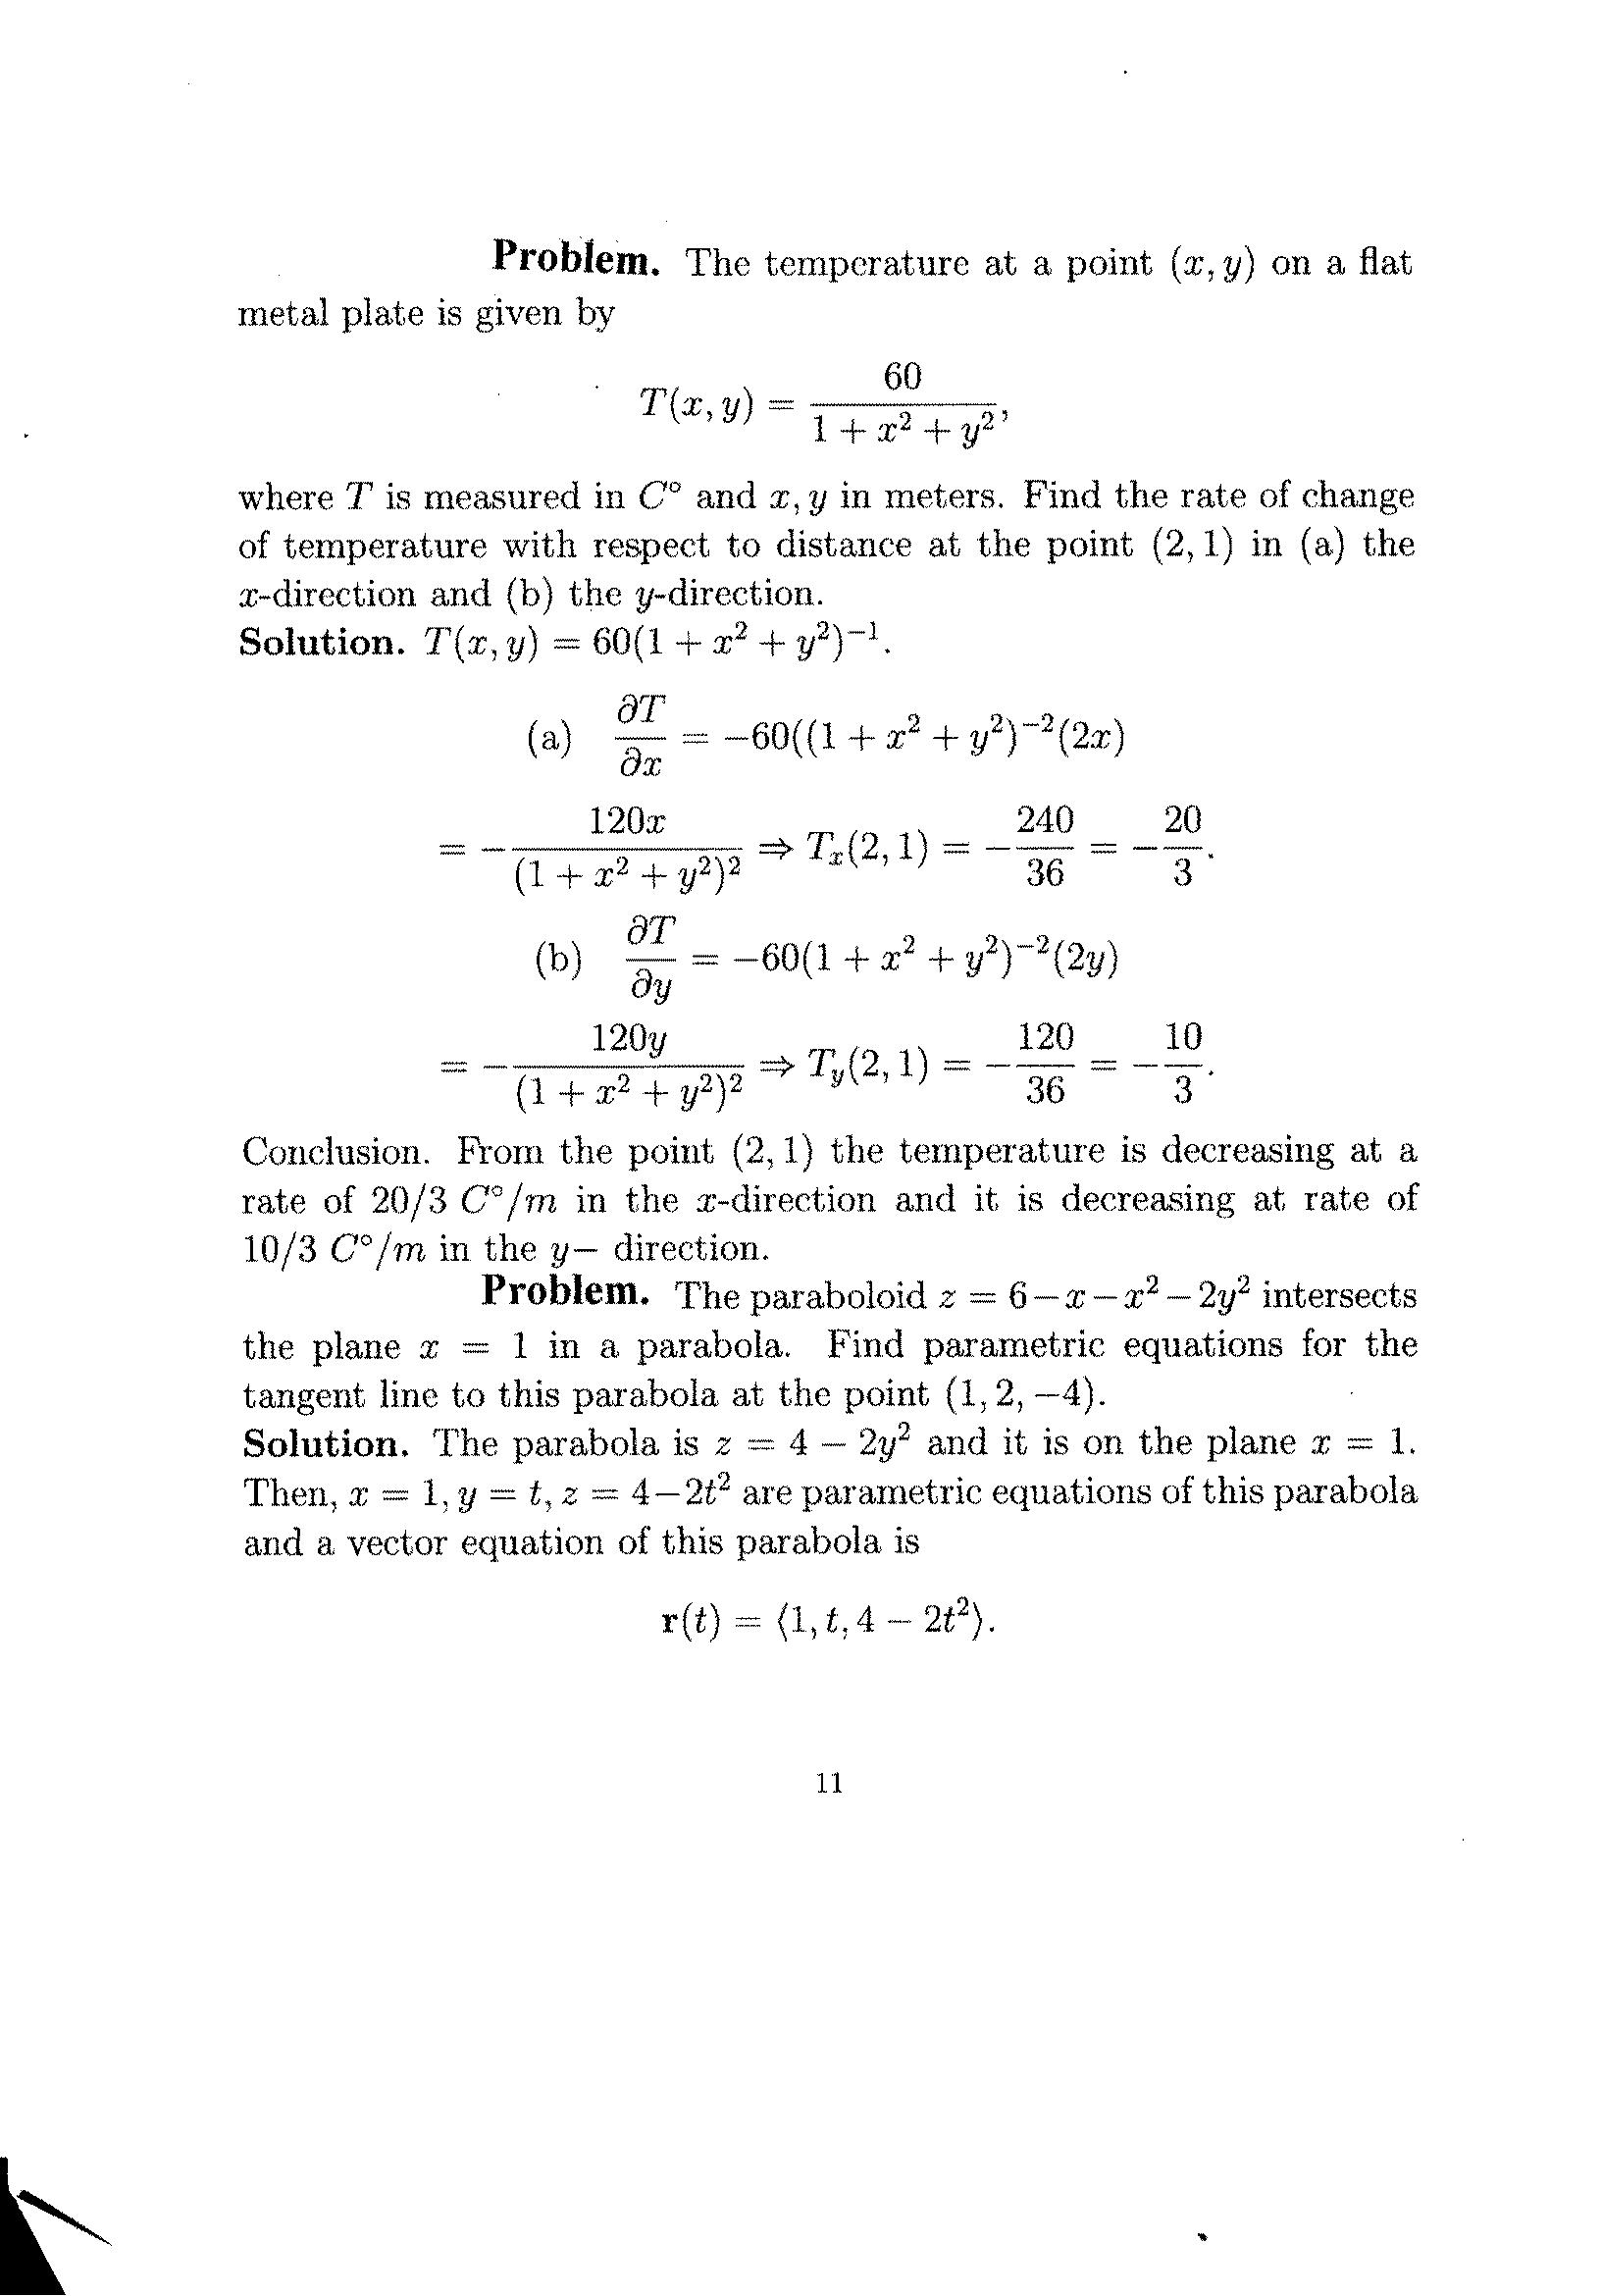 Problem. The temperature at a point (x, y) on a flat
metal plate is given by
T(x, y) = \frac{60}{1 + x^2 + y^2},
where T is measured in C° and x, y in meters. Find the rate of change
of temperature with respect to distance at the point (2, 1) in (a) the
x-direction and (b) the y-direction.
Solution. T(x, y) = 60(1 + x^2 + y^2)^{-1}.
(a) \frac{∂T}{∂x} = −60((1 + x^2 + y^2)^{-2}(2x)
= −\frac{120x}{(1 + x^2 + y^2)^2} ⇒ T_x(2, 1) = −\frac{240}{36} = −\frac{20}{3}.
(b) \frac{∂T}{∂y} = −60(1 + x^2 + y^2)^{-2}(2y)
= −\frac{120y}{(1 + x^2 + y^2)^2} ⇒ T_y(2, 1) = −\frac{120}{36} = −\frac{10}{3}.
Conclusion. From the point (2, 1) the temperature is decreasing at a
rate of 20/3 C°/m in the x-direction and it is decreasing at rate of
10/3 C°/m in the y− direction.
Problem. The paraboloid z = 6 − x − x^2 − 2y^2 intersects
the plane x = 1 in a parabola. Find parametric equations for the
tangent line to this parabola at the point (1, 2, −4).
Solution. The parabola is z = 4 − 2y^2 and it is on the plane x = 1.
Then, x = 1, y = t, z = 4 − 2t^2 are parametric equations of this parabola
and a vector equation of this parabola is
r(t) = ⟨1, t, 4 − 2t^2⟩.
11